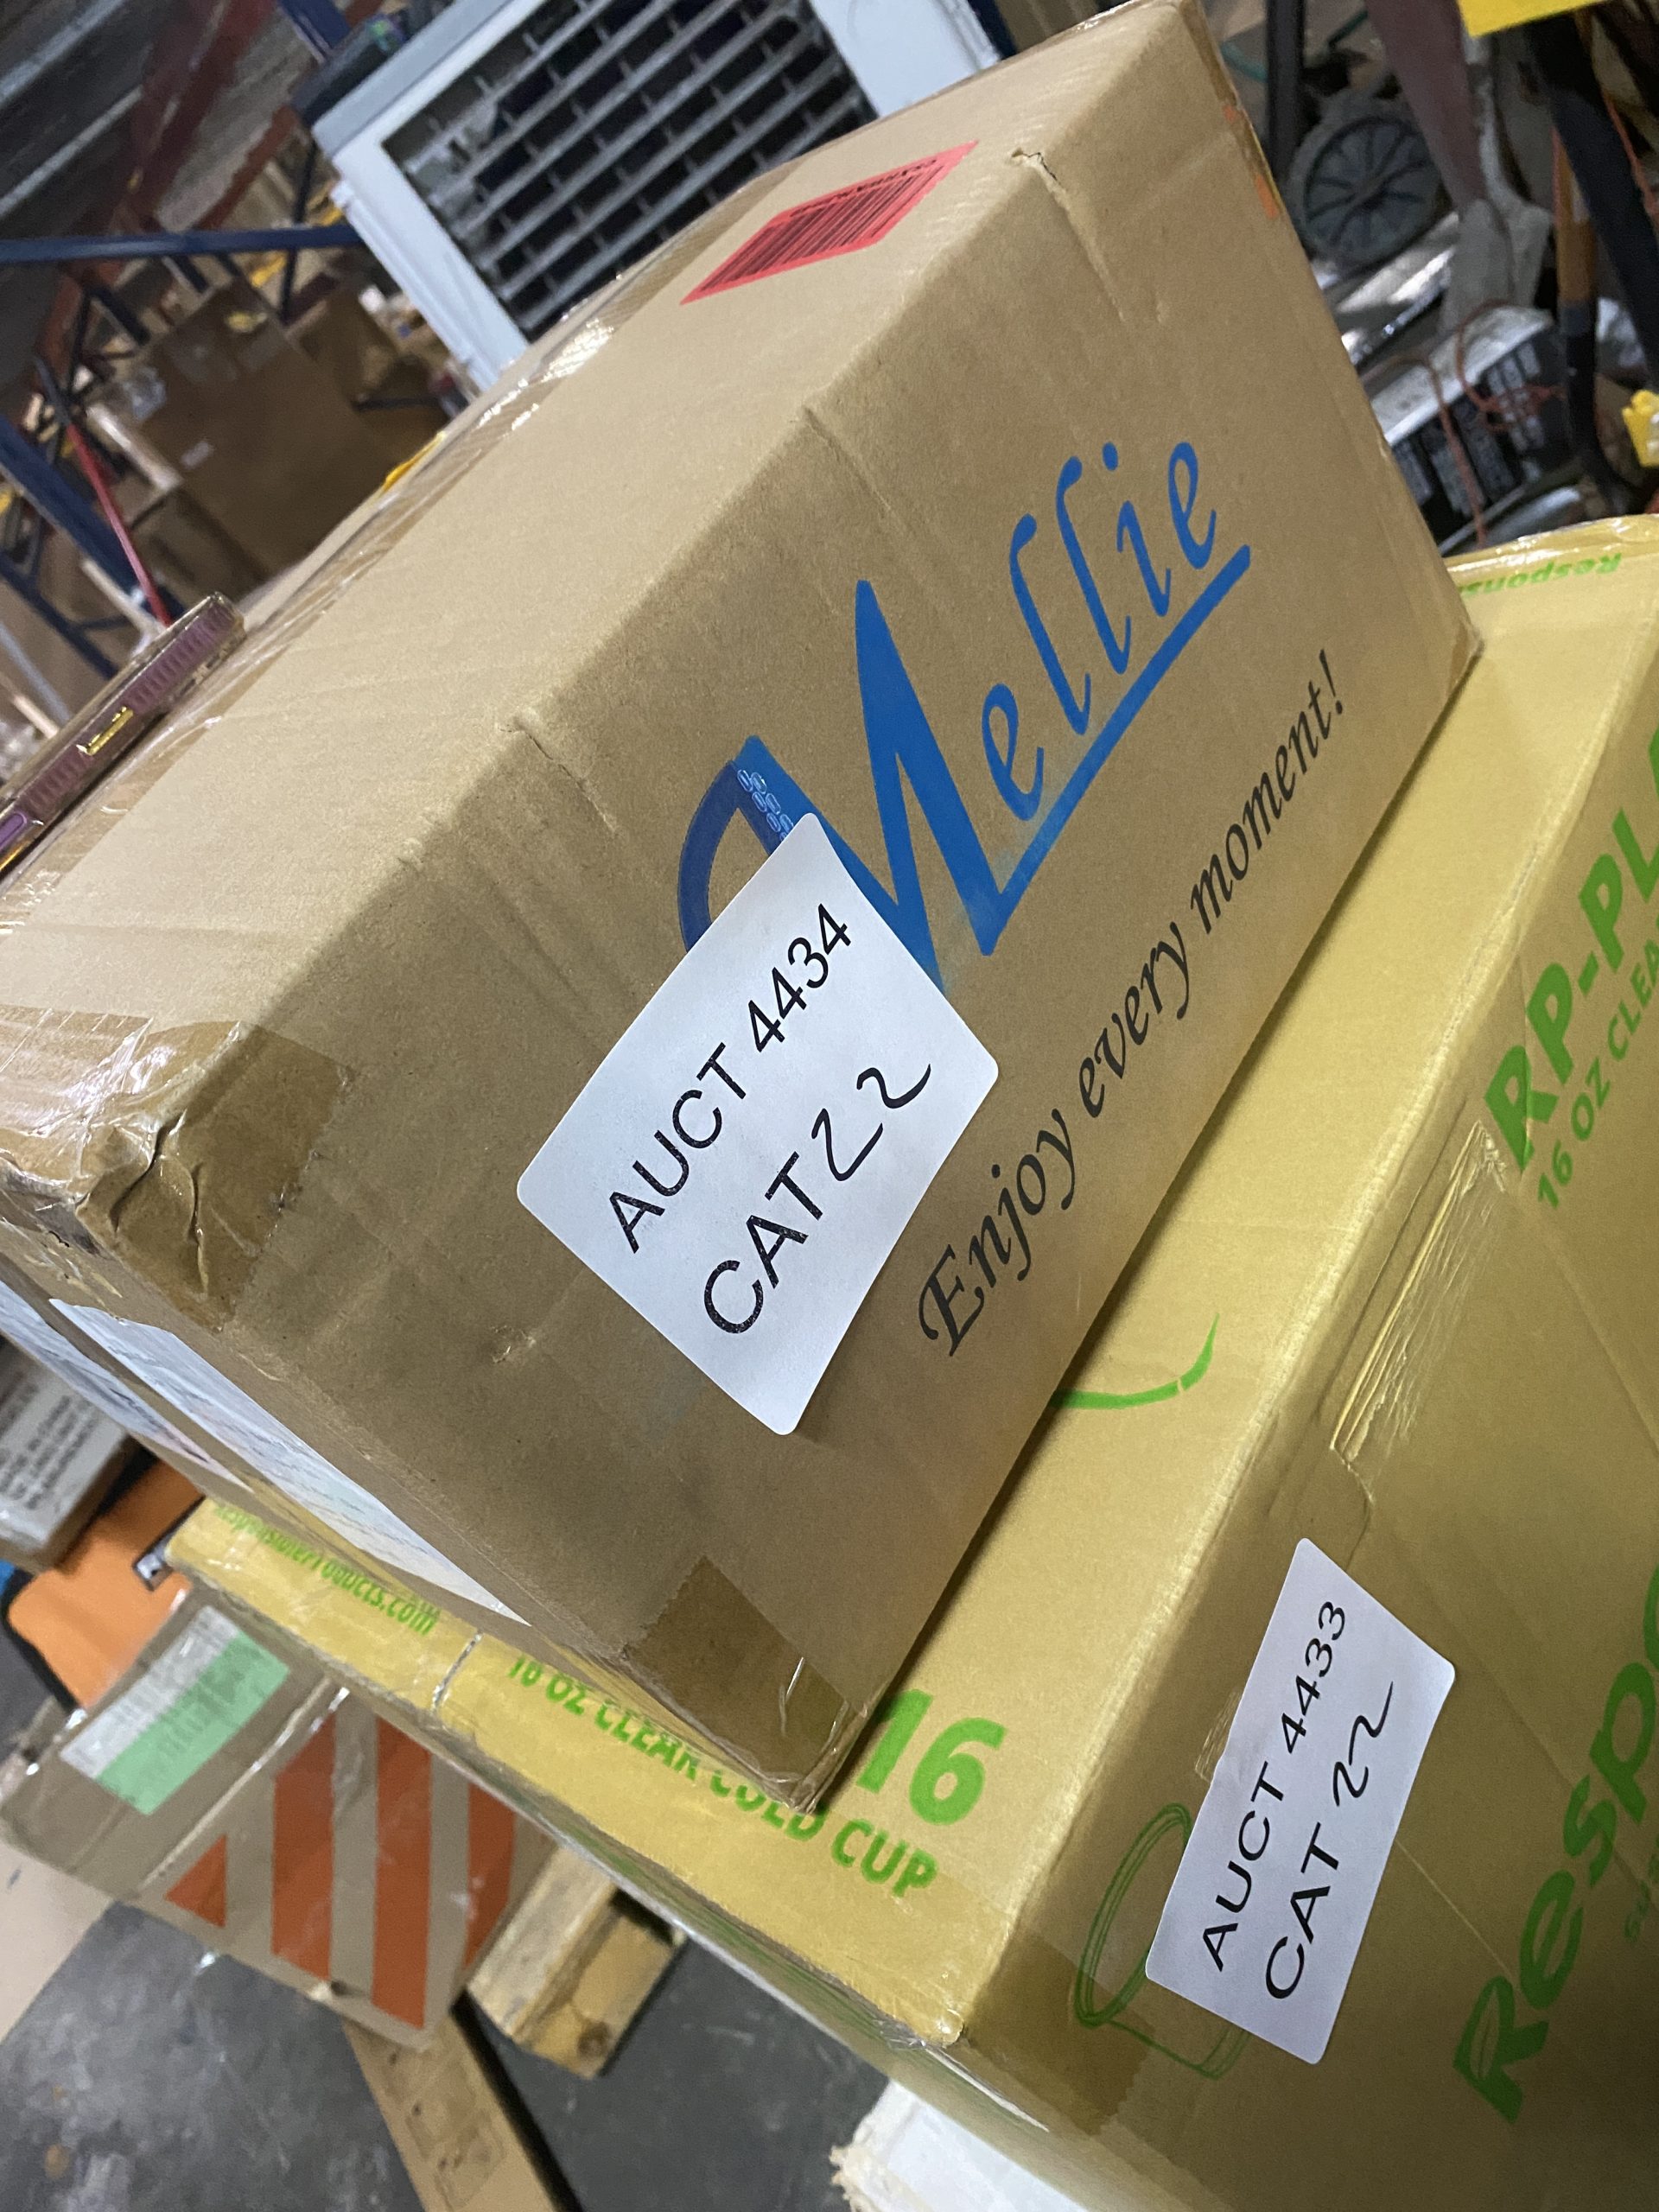 Mellie
Enjoy every moment!
AUCT 4434
CAT 22
Respons
RP-PL
16 OZ CLEA
16
16 OZ CLEAR COLD CUP
AUCT 4433
CAT 22
Respo